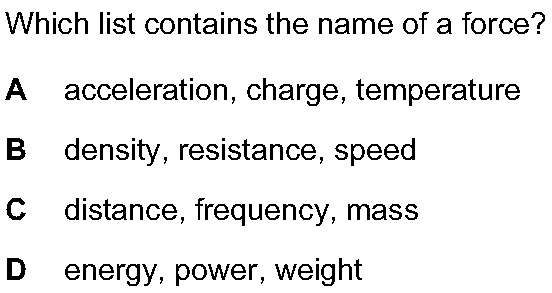 Which list contains the name of a force?
A acceleration, charge, temperature
B density, resistance, speed
C distance, frequency, mass
D energy, power, weight